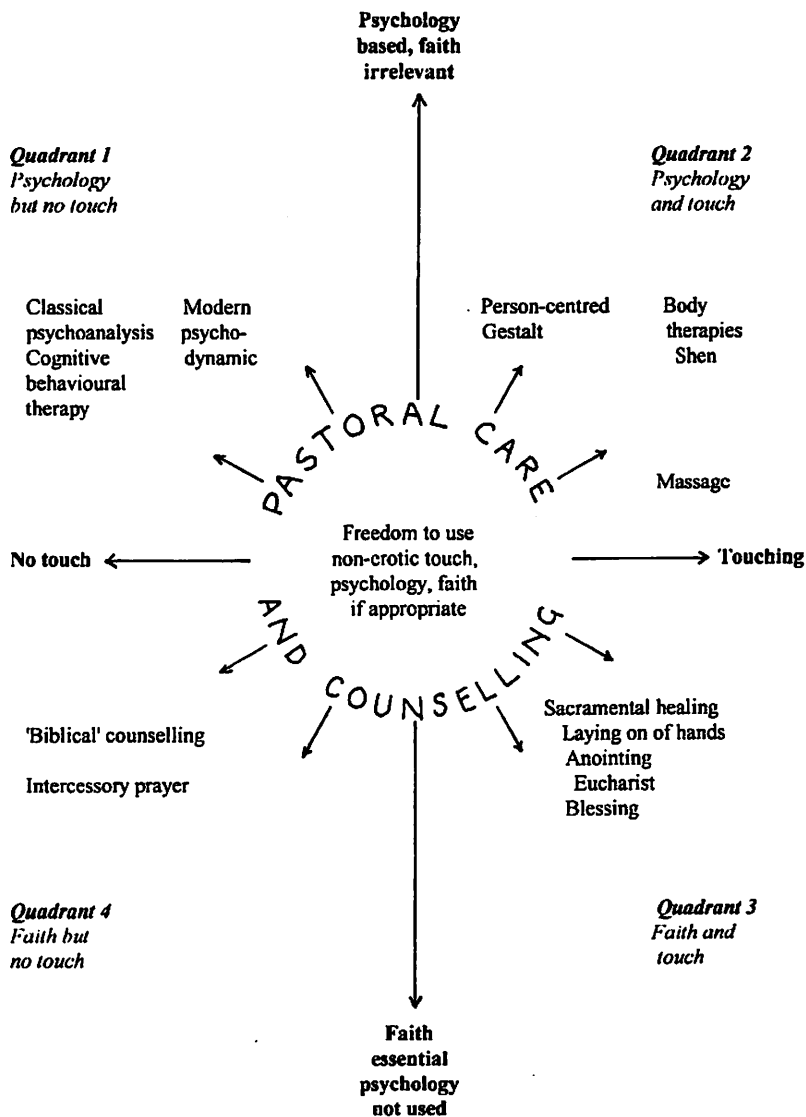 Psychology
based, faith
irrelevant
Quadrant 1
Psychology
but no touch
Quadrant 2
Psychology
and touch
Classical
psychoanalysis
Cognitive
behavioural
therapy
Modern
psycho-
dynamic
Person-centred
Gestalt
Body
therapies
Shen
Massage
PASTORAL CARE
No touch
Freedom to use
non-erotic touch,
psychology, faith
if appropriate
Touching
AND COUNSELLING
'Biblical' counselling
Intercessory prayer
Sacramental healing
Laying on of hands
Anointing
Eucharist
Blessing
Quadrant 4
Faith but
no touch
Quadrant 3
Faith and
touch
Faith
essential
psychology
not used